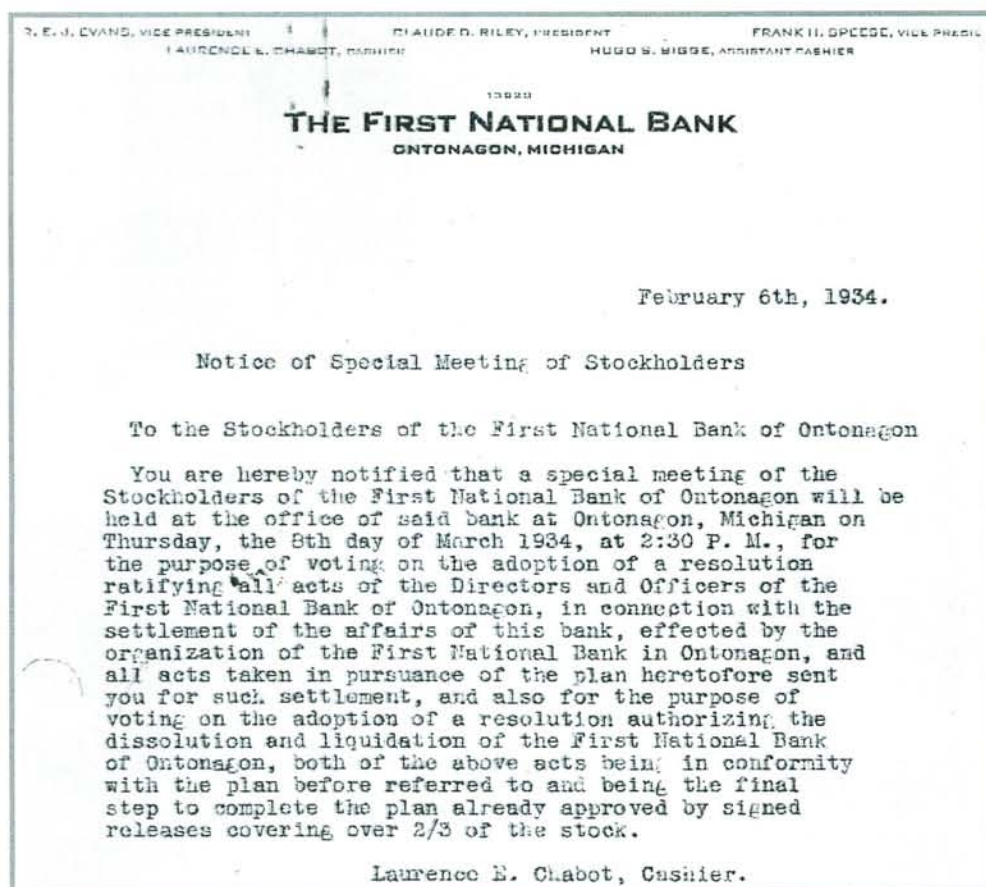 R. E. J. EVANS, VICE PRESIDENT CLAUDE D. RILEY, PRESIDENT FRANK H. SPEESE, VICE PRESID
LAURENCE E. CHABOT, CASHIER HUGO S. BIGGE, ASSISTANT CASHIER
13929
THE FIRST NATIONAL BANK
ONTONAGON, MICHIGAN
February 6th, 1934.
Notice of Special Meeting of Stockholders
To the Stockholders of the First National Bank of Ontonagon
You are hereby notified that a special meeting of the
Stockholders of the First National Bank of Ontonagon will be
held at the office of said bank at Ontonagon, Michigan on
Thursday, the 8th day of March 1934, at 2:30 P. M., for
the purpose of voting on the adoption of a resolution
ratifying all acts of the Directors and Officers of the
First National Bank of Ontonagon, in connection with the
settlement of the affairs of this bank, effected by the
organization of the First National Bank in Ontonagon, and
all acts taken in pursuance of the plan heretofore sent
you for such settlement, and also for the purpose of
voting on the adoption of a resolution authorizing the
dissolution and liquidation of the First National Bank
of Ontonagon, both of the above acts being in conformity
with the plan before referred to and being the final
step to complete the plan already approved by signed
releases covering over 2/3 of the stock.
Laurence E. Chabot, Cashier.